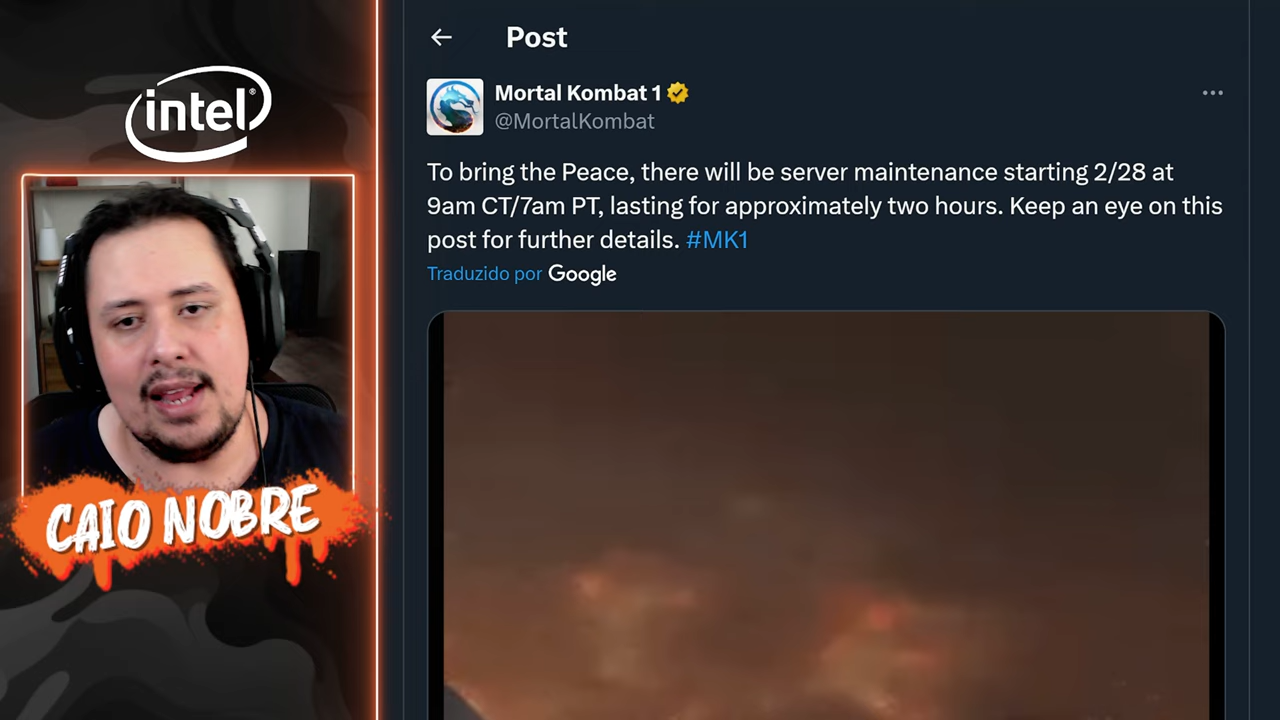 intel®
CAIO NOBRE
Post
Mortal Kombat 1
@MortalKombat
To bring the Peace, there will be server maintenance starting 2/28 at
9am CT/7am PT, lasting for approximately two hours. Keep an eye on this
post for further details. #MK1
Traduzido por Google